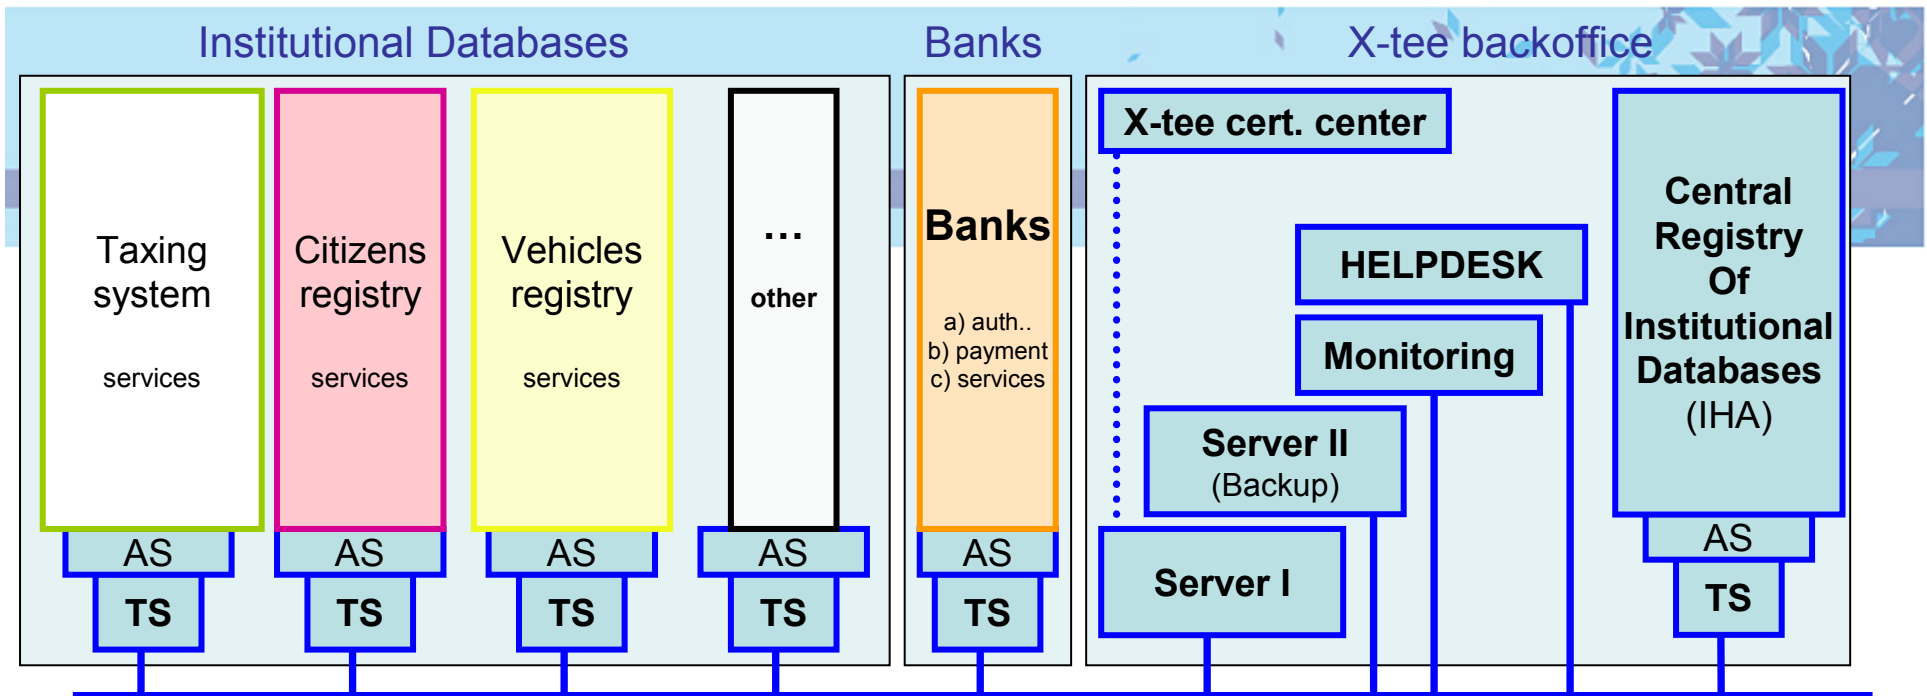 Institutional Databases
Banks
X-tee backoffice
Taxing
system
services
AS
TS
Citizens
registry
services
AS
TS
Vehicles
registry
services
AS
TS
...
other
AS
TS
Banks
a) auth..
b) payment
c) services
AS
TS
X-tee cert. center
HELPDESK
Monitoring
Server II
(Backup)
Server I
Central
Registry
Of
Institutional
Databases
(IHA)
AS
TS